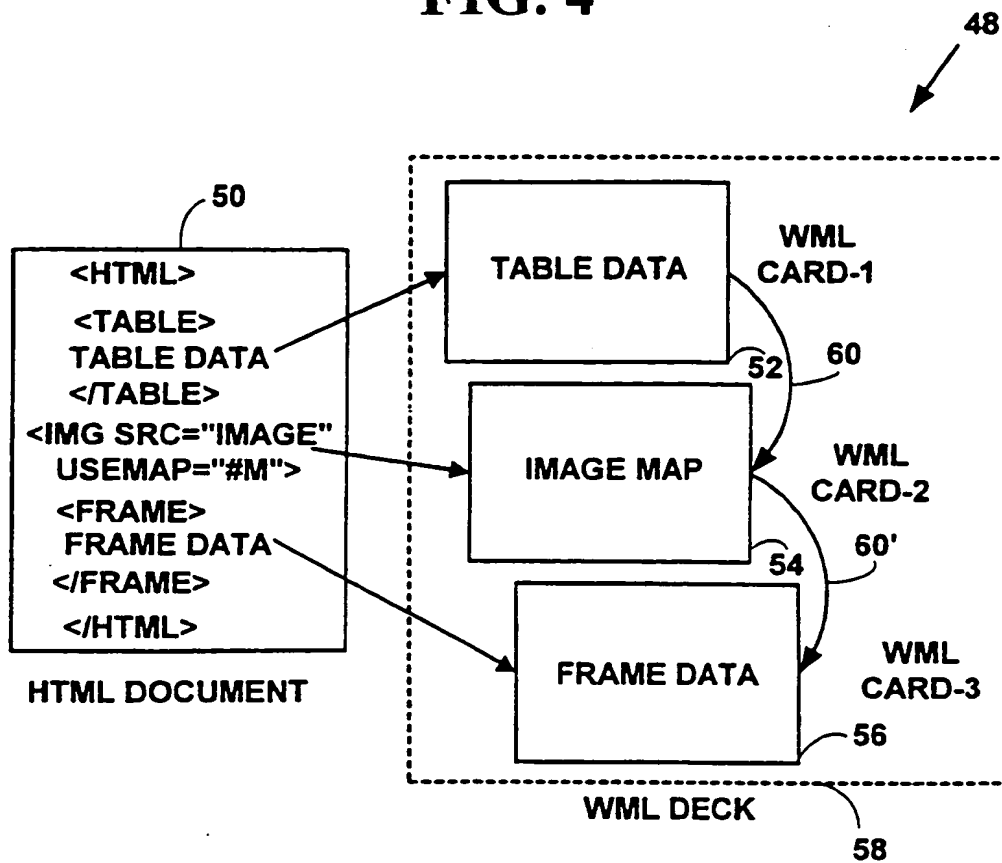 FIG. 4
48
50
<HTML>
<TABLE>
TABLE DATA
</TABLE>
<IMG SRC="IMAGE"
USEMAP="#M">
<FRAME>
FRAME DATA
</FRAME>
</HTML>
HTML DOCUMENT
TABLE DATA
WML
CARD-1
52
60
IMAGE MAP
WML
CARD-2
54
60'
FRAME DATA
WML
CARD-3
56
WML DECK
58